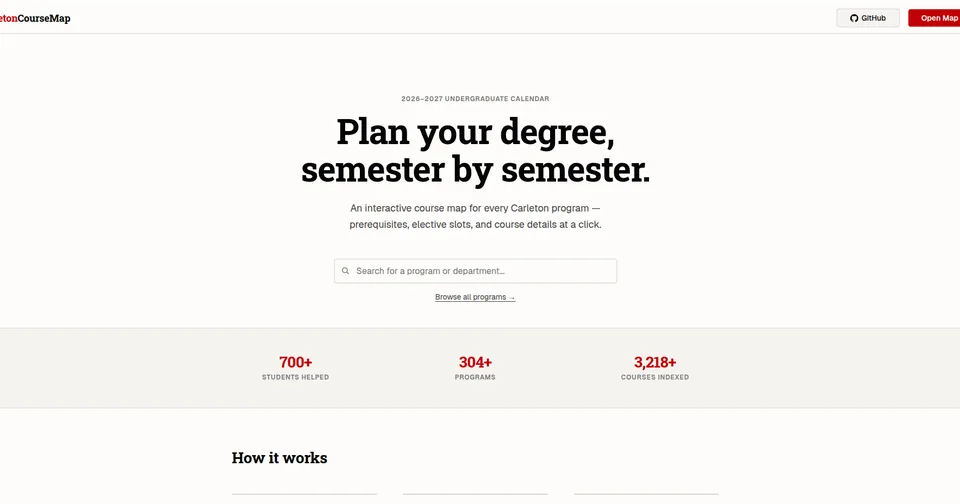 etonCourseMap
GitHub
Open Map
2026–2027 UNDERGRADUATE CALENDAR
Plan your degree,
semester by semester.
An interactive course map for every Carleton program —
prerequisites, elective slots, and course details at a click.
Search for a program or department...
Browse all programs →
700+
304+
3,218+
STUDENTS HELPED
PROGRAMS
COURSES INDEXED
How it works